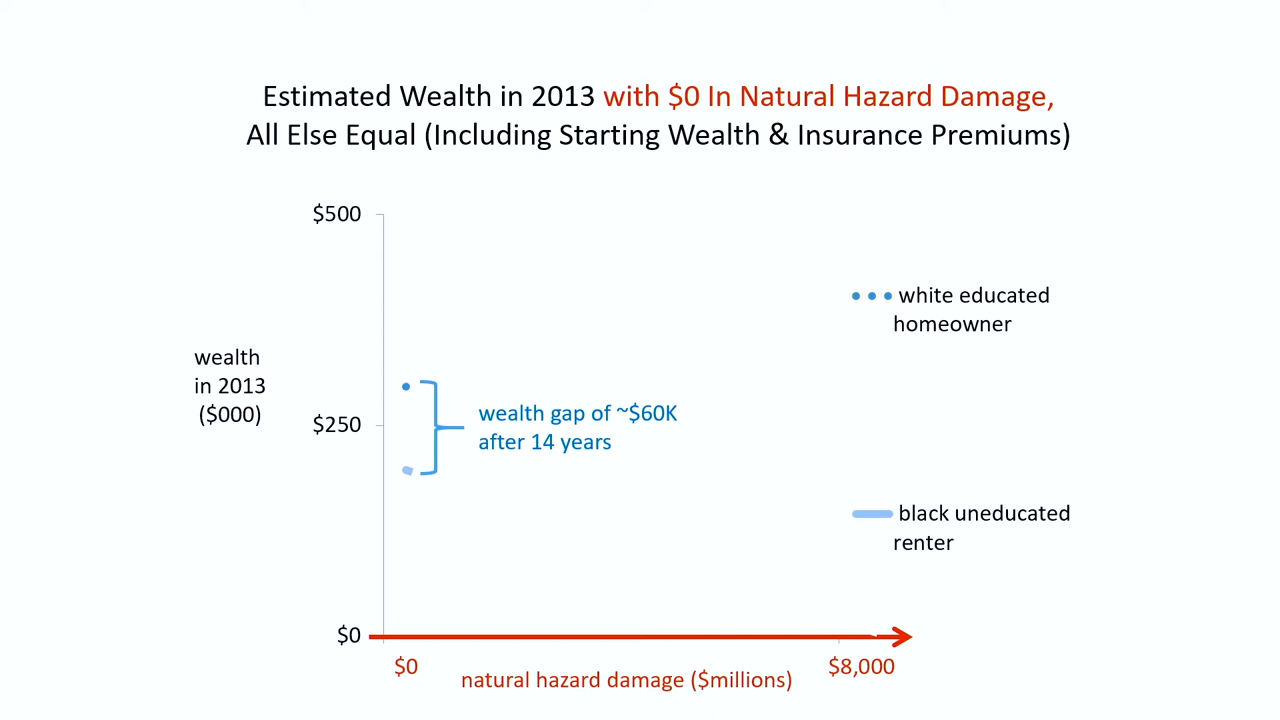 Estimated Wealth in 2013 with $0 In Natural Hazard Damage,
All Else Equal (Including Starting Wealth & Insurance Premiums)
$500
white educated
homeowner
wealth
in 2013
($000)
$250
wealth gap of ~$60K
after 14 years
black uneducated
renter
$0
$0
natural hazard damage ($millions)
$8,000